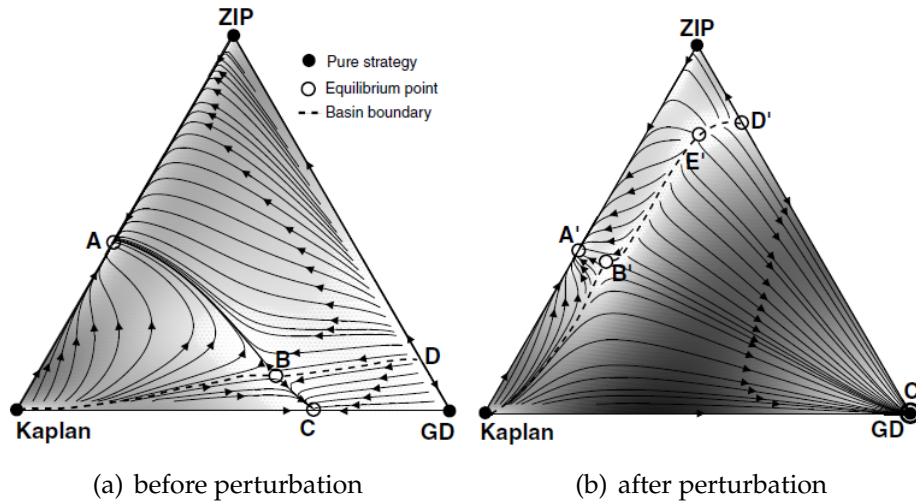 ZIP
Pure strategy
Equilibrium point
Basin boundary
A
B
D
C
Kaplan
GD
ZIP
D'
E'
A'
B'
C'
Kaplan
GD
(a) before perturbation
(b) after perturbation